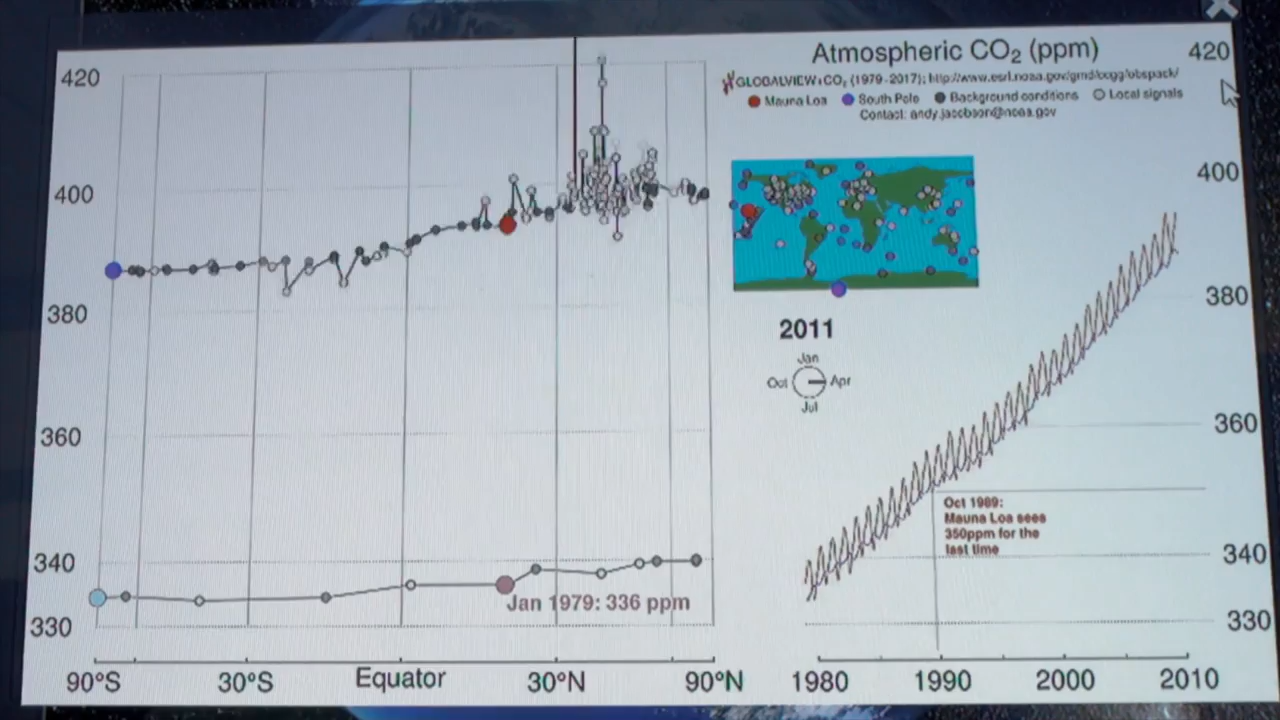 Atmospheric CO₂ (ppm)
GLOBALVIEW+CO₂ (1979-2017); http://www.esrl.noaa.gov/gmd/ccgg/obspack/
Mauna Loa South Pole Background conditions Local signals
Contact: andy.jacobson@noaa.gov
420
400
380
360
340
330
420
400
380
360
340
330
2011
Jan
Oct Apr
Jul
Oct 1989:
Mauna Loa sees
350ppm for the
last time
Jan 1979: 336 ppm
90°S 30°S Equator 30°N 90°N
1980 1990 2000 2010